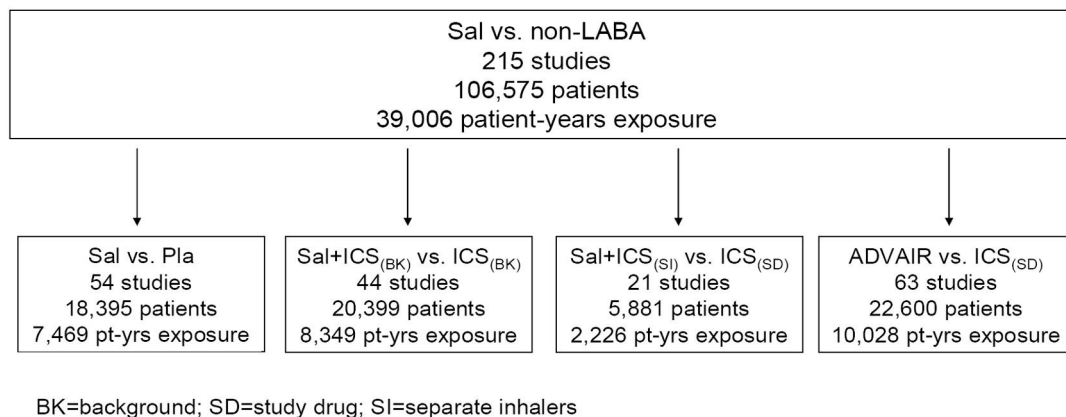 Sal vs. non-LABA
215 studies
106,575 patients
39,006 patient-years exposure
Sal vs. Pla
54 studies
18,395 patients
7,469 pt-yrs exposure
Sal+ICS(BK) vs. ICS(BK)
44 studies
20,399 patients
8,349 pt-yrs exposure
Sal+ICS(SI) vs. ICS(SD)
21 studies
5,881 patients
2,226 pt-yrs exposure
ADVAIR vs. ICS(SD)
63 studies
22,600 patients
10,028 pt-yrs exposure
BK=background; SD=study drug; SI=separate inhalers